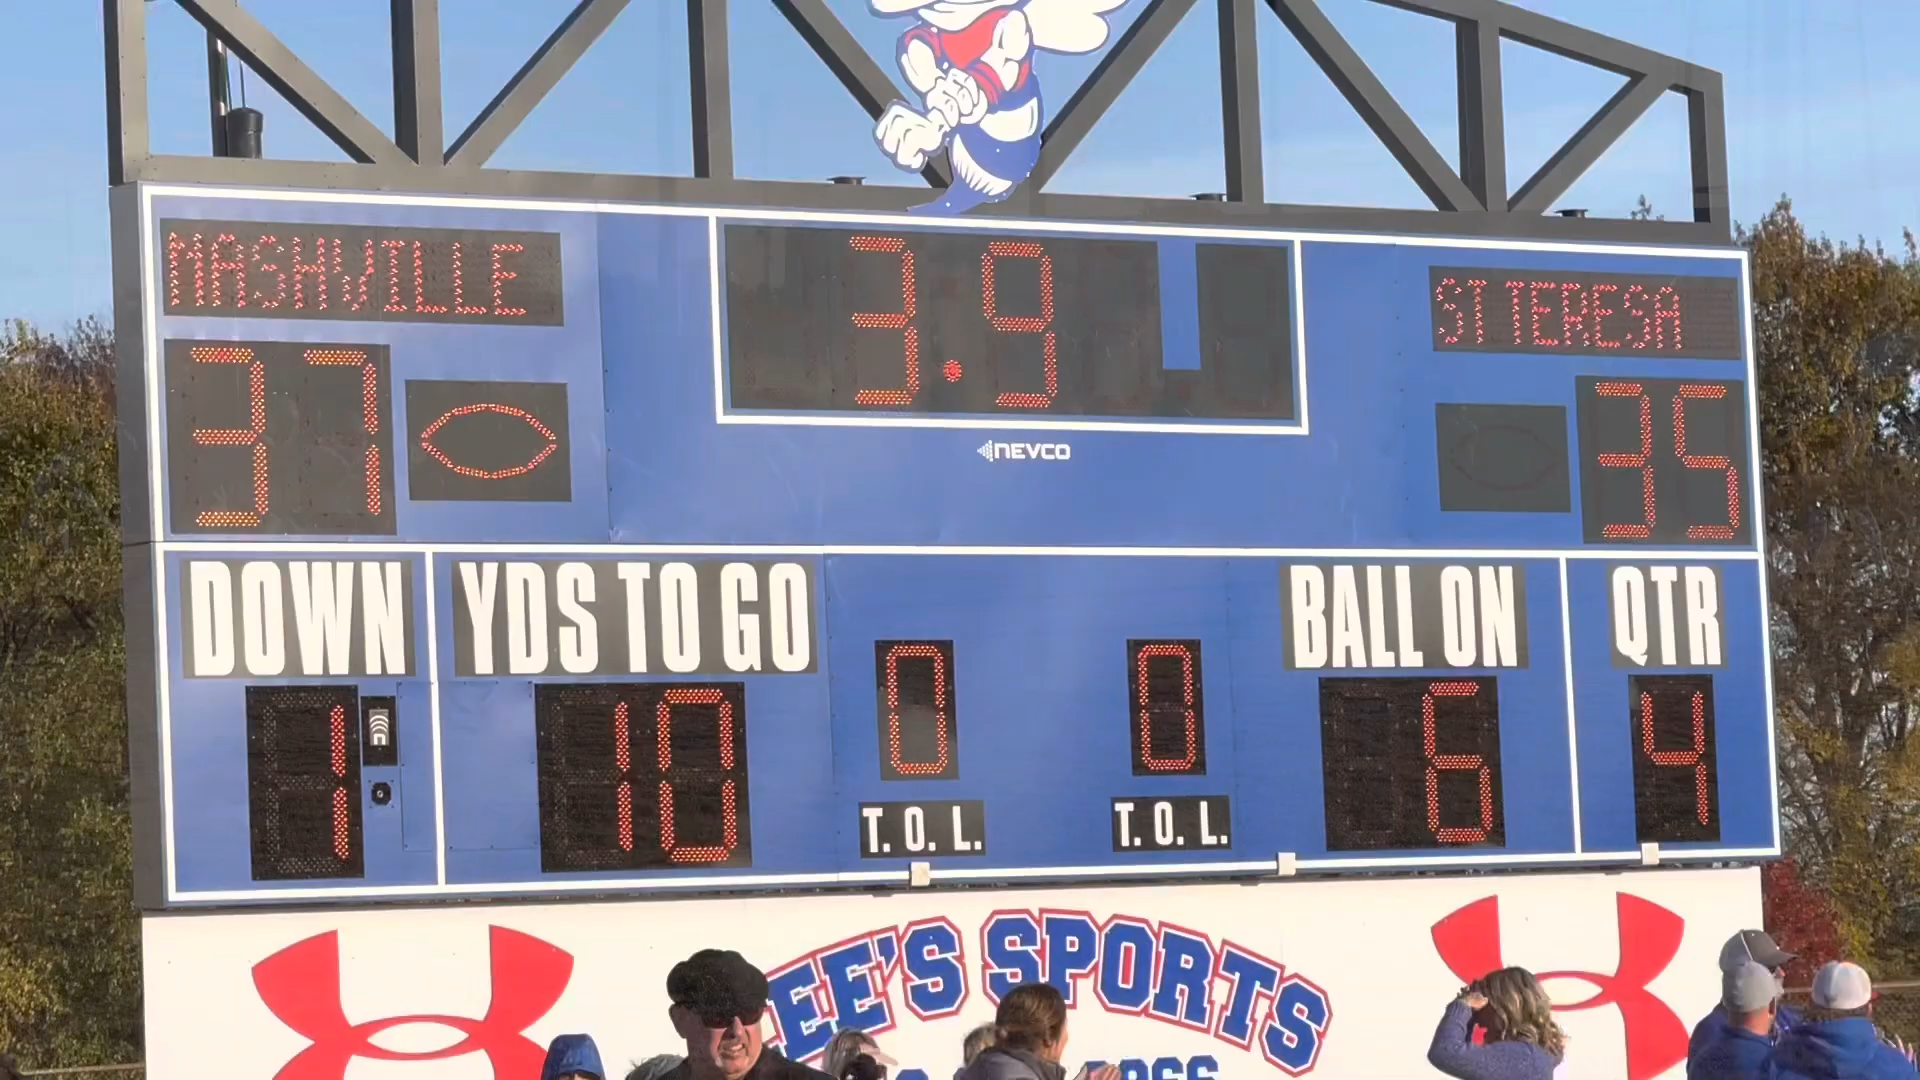 NASHVILLE
3.9
ST TERESA
37
35
NEVCO
DOWN
YDS TO GO
BALL ON
QTR
1
10
0
0
6
4
T. O. L.
T. O. L.
EE'S SPORTS